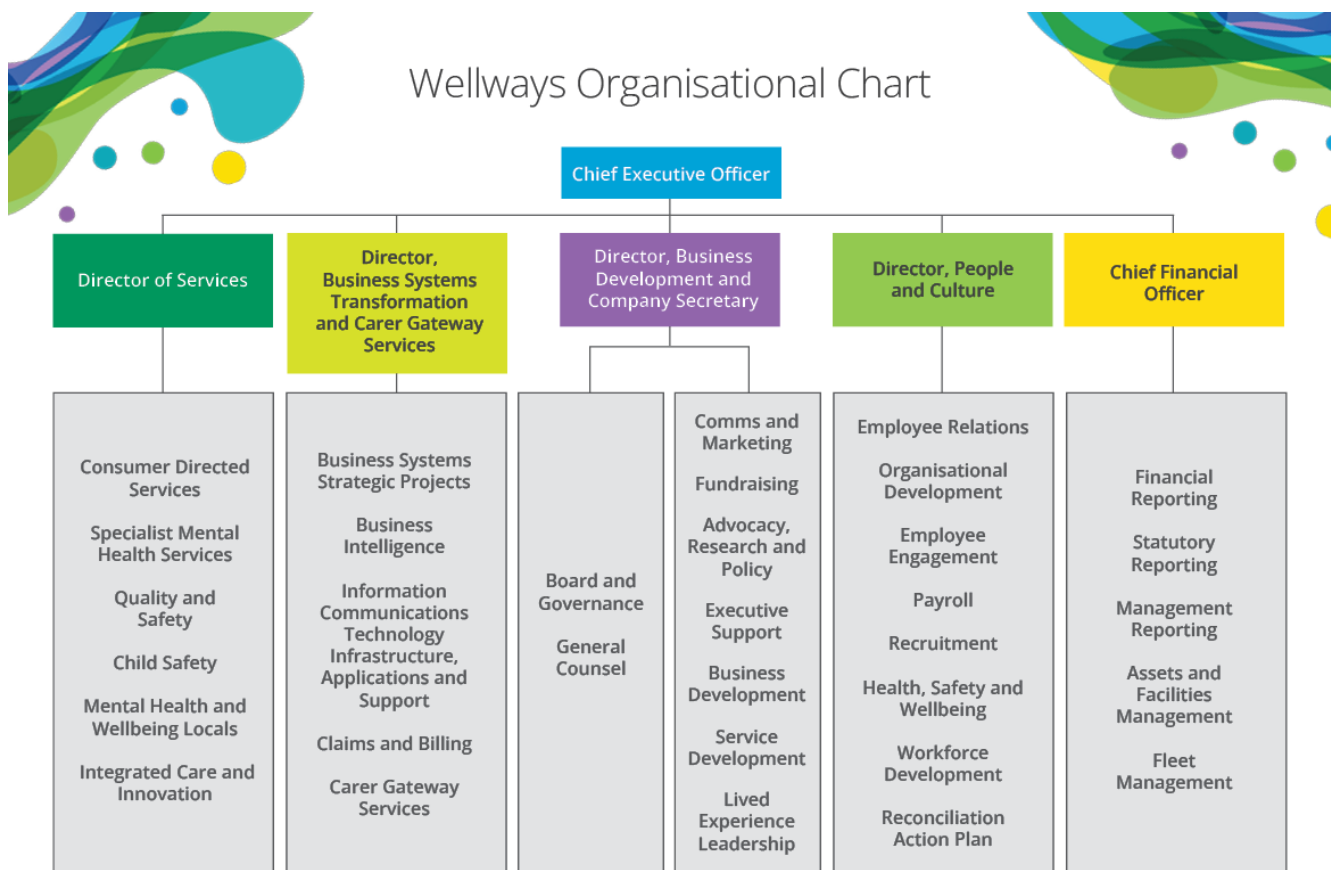 Wellways Organisational Chart
Chief Executive Officer
Director of Services
Director,
Business Systems
Transformation
and Carer Gateway
Services
Director, Business
Development and
Company Secretary
Director, People
and Culture
Chief Financial
Officer
Consumer Directed
Services
Specialist Mental
Health Services
Quality and
Safety
Child Safety
Mental Health and
Wellbeing Locals
Integrated Care and
Innovation
Business Systems
Strategic Projects
Business
Intelligence
Information
Communications
Technology
Infrastructure,
Applications and
Support
Claims and Billing
Carer Gateway
Services
Board and
Governance
General
Counsel
Comms and
Marketing
Fundraising
Advocacy,
Research and
Policy
Executive
Support
Business
Development
Service
Development
Lived
Experience
Leadership
Employee Relations
Organisational
Development
Employee
Engagement
Payroll
Recruitment
Health, Safety and
Wellbeing
Workforce
Development
Reconciliation
Action Plan
Financial
Reporting
Statutory
Reporting
Management
Reporting
Assets and
Facilities
Management
Fleet
Management